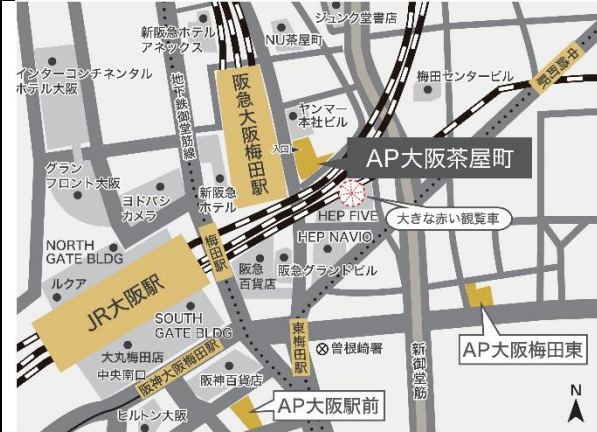 ジュンク堂書店
新阪急ホテル
アネックス
NU茶屋町
中崎町駅
インターコンチネンタル
ホテル大阪
地下鉄御堂筋線
阪急大阪梅田駅
梅田センタービル
ヤンマー
本社ビル
入口
AP大阪茶屋町
グラン
フロント大阪
ヨドバシ
カメラ
新阪急
ホテル
HEP FIVE
大きな赤い観覧車
梅田駅
HEP NAVIO
NORTH
GATE BLDG
阪急
百貨店
阪急グランドビル
ルクア
JR大阪駅
SOUTH
GATE BLDG
東梅田駅
曽根崎署
新御堂筋
AP大阪梅田東
大丸梅田店
中央南口
阪神大阪梅田駅
阪神百貨店
AP大阪駅前
ヒルトン大阪
N